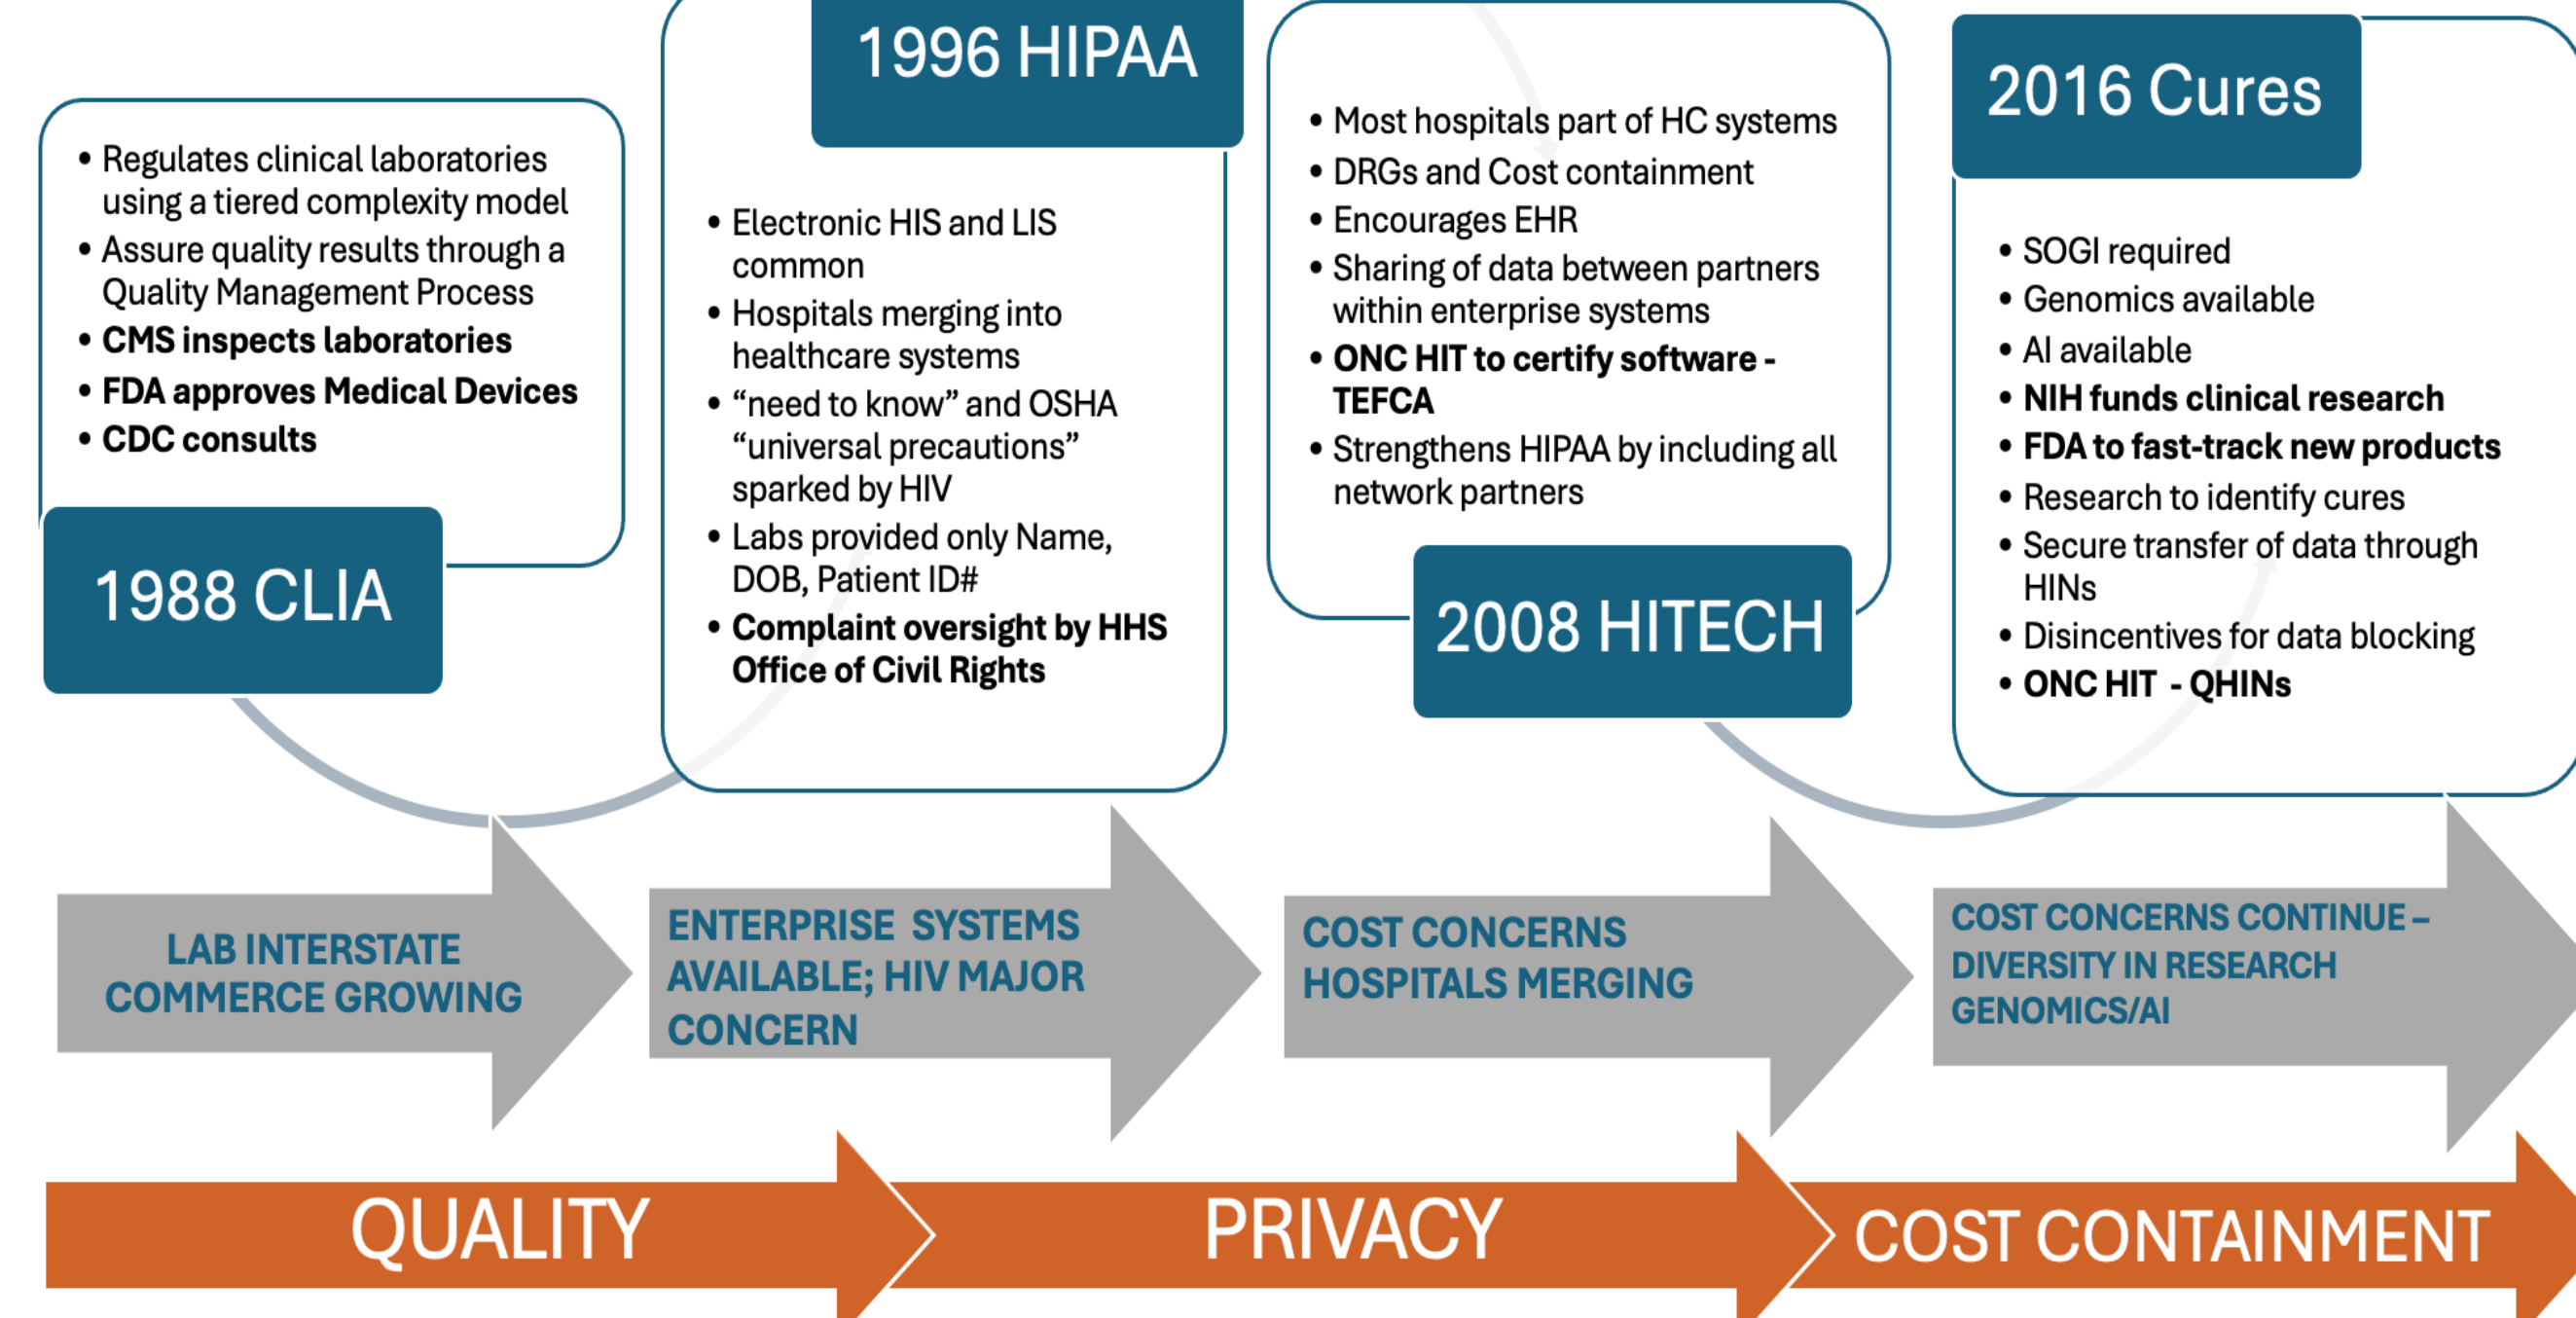 • Regulates clinical laboratories
using a tiered complexity model
• Assure quality results through a
Quality Management Process
• CMS inspects laboratories
• FDA approves Medical Devices
• CDC consults
1988 CLIA
1996 HIPAA
• Electronic HIS and LIS
common
• Hospitals merging into
healthcare systems
• “need to know” and OSHA
“universal precautions”
sparked by HIV
• Labs provided only Name,
DOB, Patient ID#
• Complaint oversight by HHS
Office of Civil Rights
• Most hospitals part of HC systems
• DRGs and Cost containment
• Encourages EHR
• Sharing of data between partners
within enterprise systems
• ONC HIT to certify software -
TEFCA
• Strengthens HIPAA by including all
network partners
2008 HITECH
2016 Cures
• SOGI required
• Genomics available
• AI available
• NIH funds clinical research
• FDA to fast-track new products
• Research to identify cures
• Secure transfer of data through
HINs
• Disincentives for data blocking
• ONC HIT - QHINs
LAB INTERSTATE
COMMERCE GROWING
ENTERPRISE SYSTEMS
AVAILABLE; HIV MAJOR
CONCERN
COST CONCERNS
HOSPITALS MERGING
COST CONCERNS CONTINUE –
DIVERSITY IN RESEARCH
GENOMICS/AI
QUALITY
PRIVACY
COST CONTAINMENT